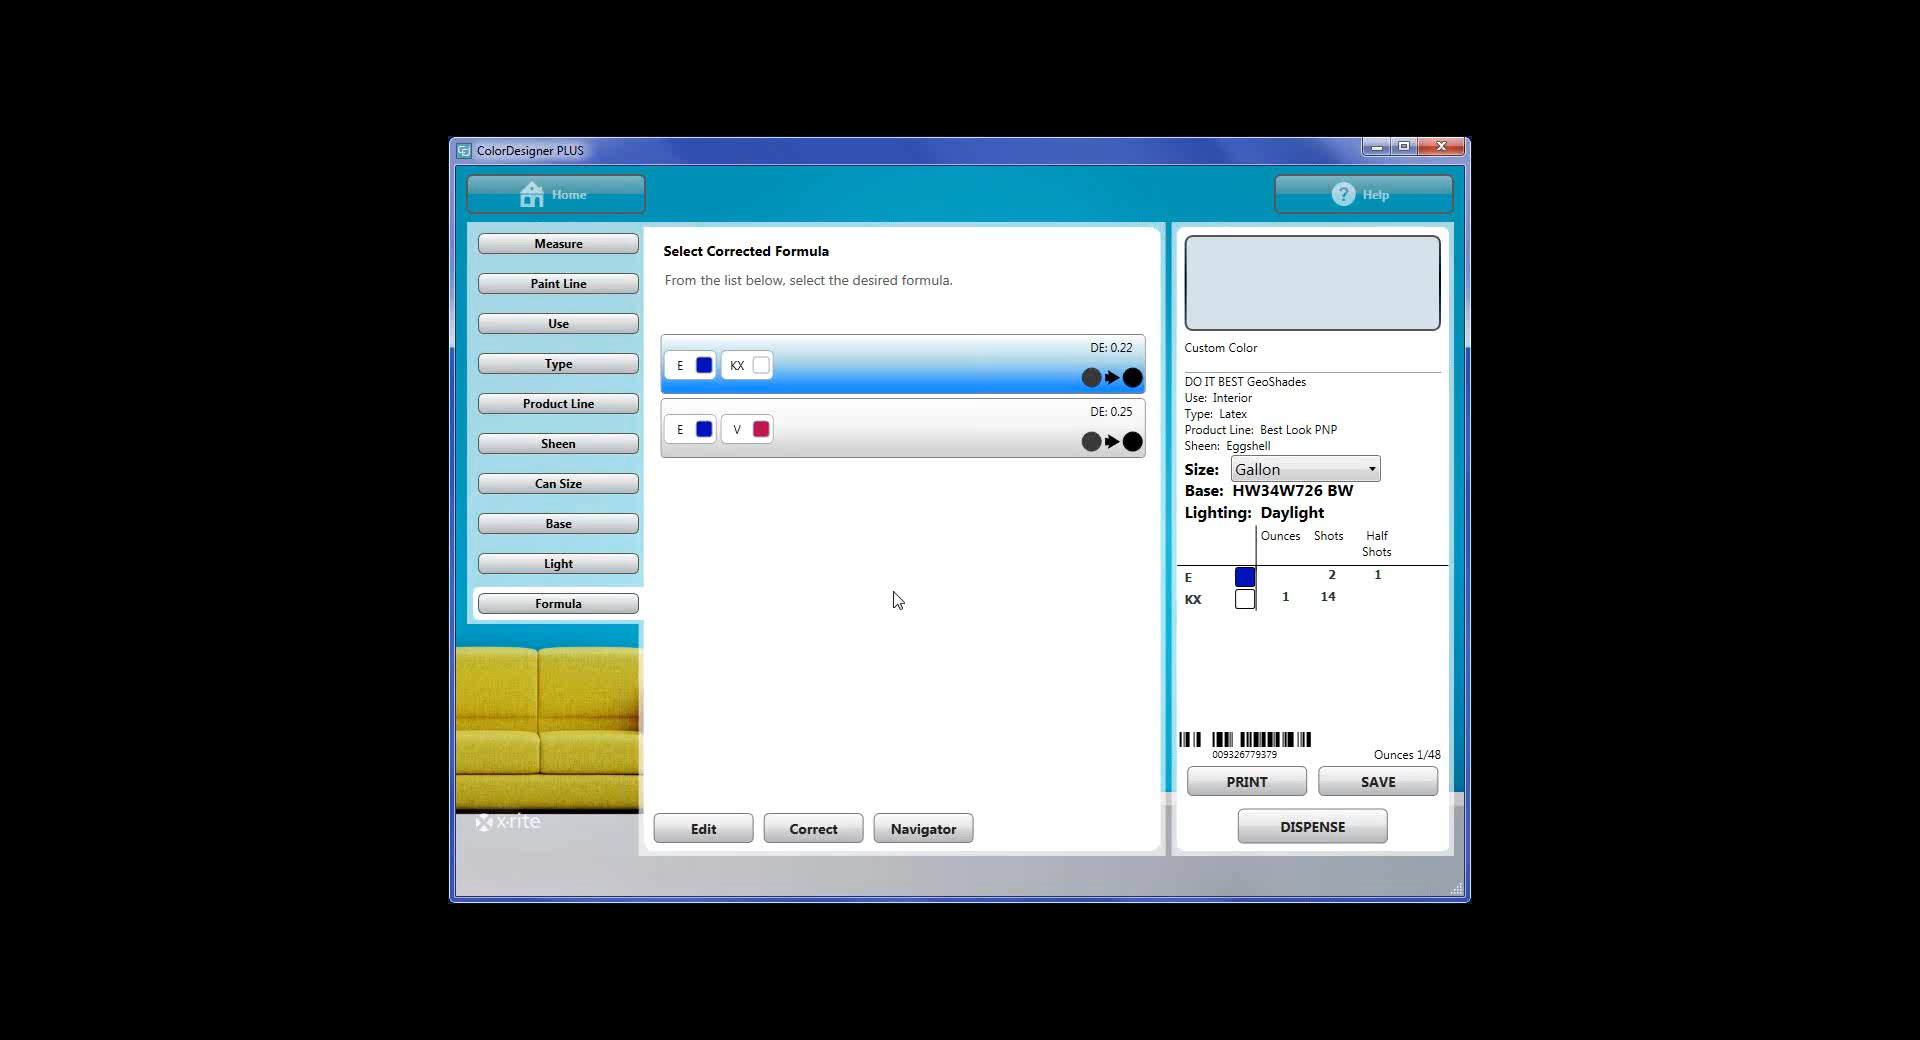 ColorDesigner PLUS
Home
Help
Measure
Paint Line
Use
Type
Product Line
Sheen
Can Size
Base
Light
Formula
x·rite
Select Corrected Formula
From the list below, select the desired formula.
E KX DE: 0.22
E V DE: 0.25
Edit Correct Navigator
Custom Color
DO IT BEST GeoShades
Use: Interior
Type: Latex
Product Line: Best Look PNP
Sheen: Eggshell
Size: Gallon
Base: HW34W726 BW
Lighting: Daylight
Ounces Shots Half Shots
E 2 1
KX 1 14
009326779379
Ounces 1/48
PRINT SAVE
DISPENSE